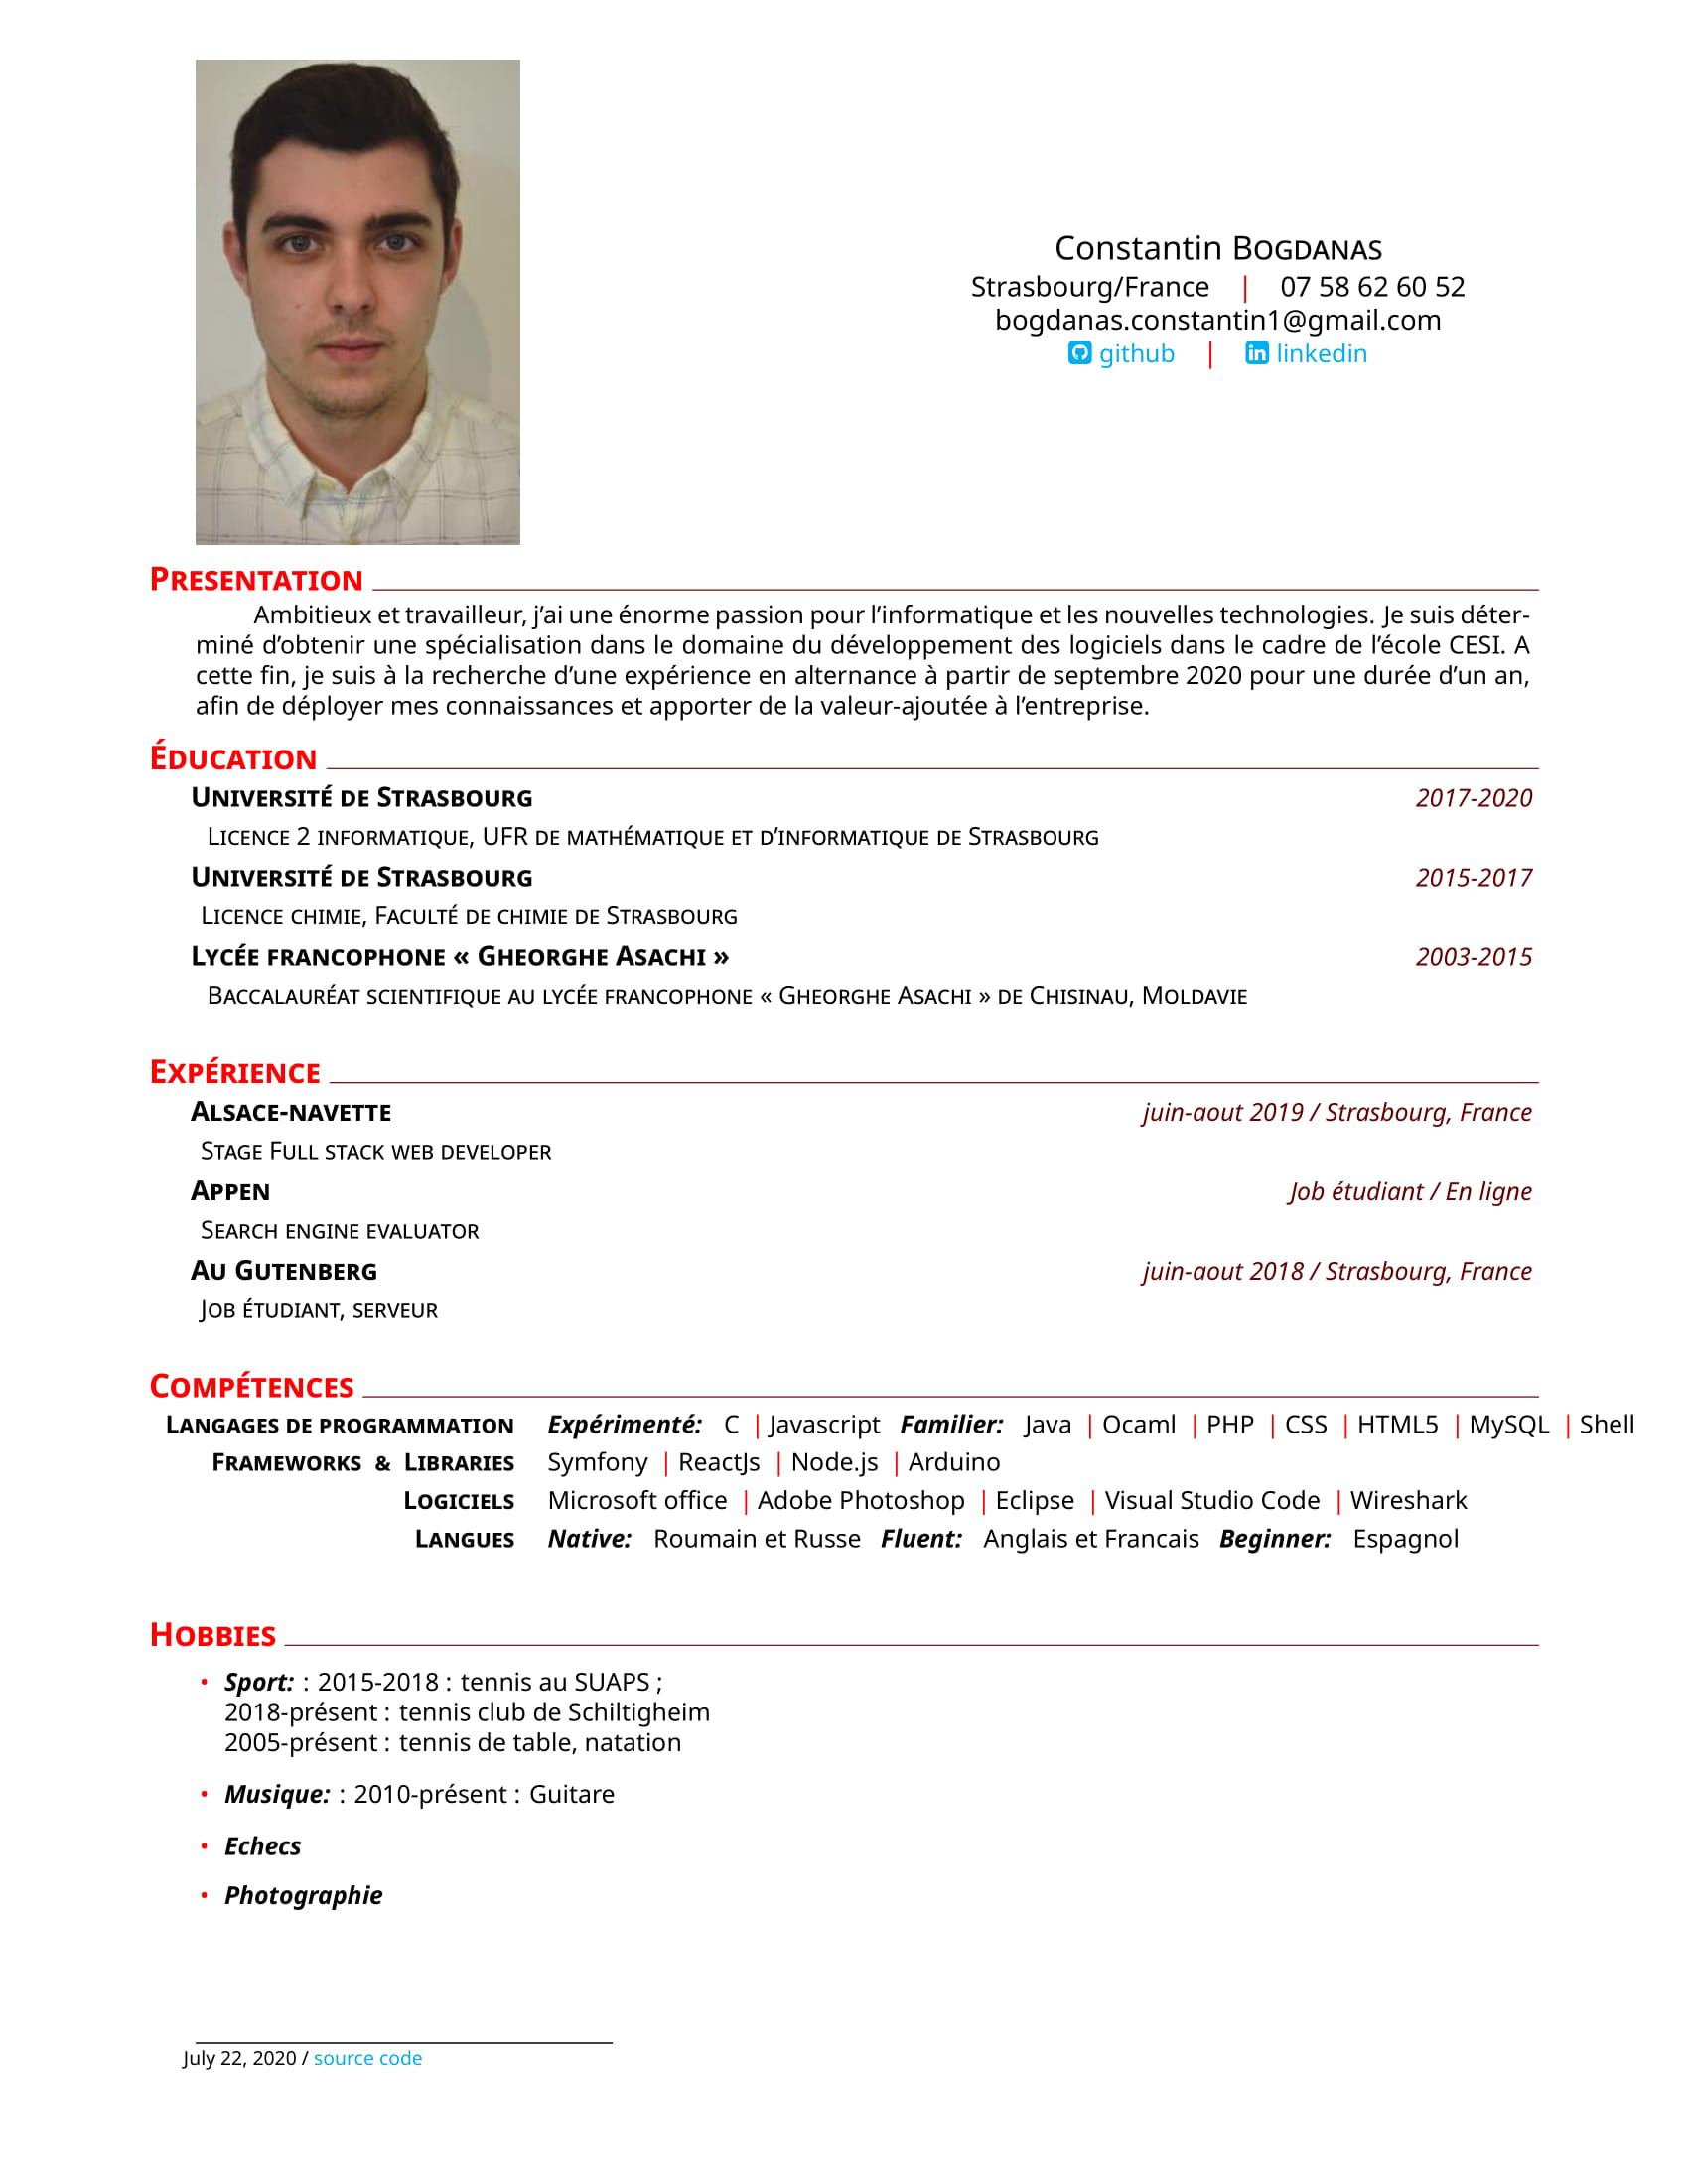 Constantin Bogdanas
Strasbourg/France | 07 58 62 60 52
bogdanas.constantin1@gmail.com
github | linkedin
Presentation
Ambitieux et travailleur, j’ai une énorme passion pour l’informatique et les nouvelles technologies. Je suis déter-
miné d’obtenir une spécialisation dans le domaine du développement des logiciels dans le cadre de l’école CESI. A
cette fin, je suis à la recherche d’une expérience en alternance à partir de septembre 2020 pour une durée d’un an,
afin de déployer mes connaissances et apporter de la valeur-ajoutée à l’entreprise.
Éducation
Université de Strasbourg 2017-2020
Licence 2 informatique, UFR de mathématique et d’informatique de Strasbourg
Université de Strasbourg 2015-2017
Licence chimie, Faculté de chimie de Strasbourg
Lycée francophone « Gheorghe Asachi » 2003-2015
Baccalauréat scientifique au lycée francophone « Gheorghe Asachi » de Chisinau, Moldavie
Expérience
Alsace-navette juin-aout 2019 / Strasbourg, France
Stage Full stack web developer
Appen Job étudiant / En ligne
Search engine evaluator
Au Gutenberg juin-aout 2018 / Strasbourg, France
Job étudiant, serveur
Compétences
Langages de programmation Expérimenté: C | Javascript Familier: Java | Ocaml | PHP | CSS | HTML5 | MySQL | Shell
Frameworks & Libraries Symfony | ReactJs | Node.js | Arduino
Logiciels Microsoft office | Adobe Photoshop | Eclipse | Visual Studio Code | Wireshark
Langues Native: Roumain et Russe Fluent: Anglais et Francais Beginner: Espagnol
Hobbies
• Sport: : 2015-2018 : tennis au SUAPS ;
2018-présent : tennis club de Schiltigheim
2005-présent : tennis de table, natation
• Musique: : 2010-présent : Guitare
• Echecs
• Photographie
July 22, 2020 / source code